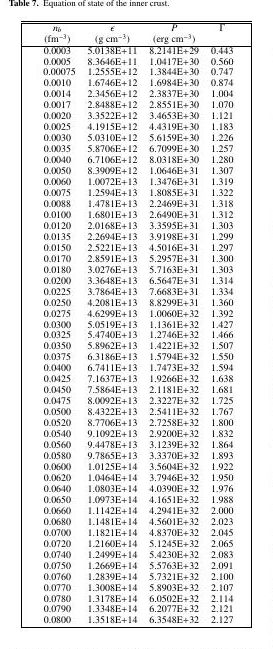 Table 7. Equation of state of the inner crust.
n_b ϵ P Γ
(fm⁻³) (g cm⁻³) (erg cm⁻³)
0.0003 5.0138E+11 8.2141E+29 0.443
0.0005 8.3646E+11 1.0417E+30 0.560
0.00075 1.2555E+12 1.3844E+30 0.747
0.0010 1.6746E+12 1.6984E+30 0.874
0.0014 2.3456E+12 2.3837E+30 1.004
0.0017 2.8488E+12 2.8551E+30 1.070
0.0020 3.3522E+12 3.4653E+30 1.121
0.0025 4.1915E+12 4.4319E+30 1.183
0.0030 5.0310E+12 5.6159E+30 1.226
0.0035 5.8706E+12 6.7099E+30 1.257
0.0040 6.7106E+12 8.0318E+30 1.280
0.0050 8.3909E+12 1.0646E+31 1.307
0.0060 1.0072E+13 1.3476E+31 1.319
0.0075 1.2594E+13 1.8085E+31 1.322
0.0088 1.4781E+13 2.2469E+31 1.318
0.0100 1.6801E+13 2.6490E+31 1.312
0.0120 2.0168E+13 3.3595E+31 1.303
0.0135 2.2694E+13 3.9198E+31 1.299
0.0150 2.5221E+13 4.5016E+31 1.297
0.0170 2.8591E+13 5.2957E+31 1.300
0.0180 3.0276E+13 5.7163E+31 1.303
0.0200 3.3648E+13 6.5647E+31 1.314
0.0225 3.7864E+13 7.6683E+31 1.334
0.0250 4.2081E+13 8.8299E+31 1.360
0.0275 4.6299E+13 1.0060E+32 1.392
0.0300 5.0519E+13 1.1361E+32 1.427
0.0325 5.4740E+13 1.2746E+32 1.466
0.0350 5.8962E+13 1.4221E+32 1.507
0.0375 6.3186E+13 1.5794E+32 1.550
0.0400 6.7411E+13 1.7473E+32 1.594
0.0425 7.1637E+13 1.9266E+32 1.638
0.0450 7.5864E+13 2.1181E+32 1.681
0.0475 8.0092E+13 2.3227E+32 1.725
0.0500 8.4322E+13 2.5411E+32 1.767
0.0520 8.7706E+13 2.7258E+32 1.800
0.0540 9.1092E+13 2.9200E+32 1.832
0.0560 9.4478E+13 3.1239E+32 1.864
0.0580 9.7865E+13 3.3370E+32 1.893
0.0600 1.0125E+14 3.5604E+32 1.922
0.0620 1.0464E+14 3.7946E+32 1.950
0.0640 1.0803E+14 4.0390E+32 1.976
0.0650 1.0973E+14 4.1651E+32 1.988
0.0660 1.1142E+14 4.2941E+32 2.000
0.0680 1.1481E+14 4.5601E+32 2.023
0.0700 1.1821E+14 4.8370E+32 2.045
0.0720 1.2160E+14 5.1245E+32 2.065
0.0740 1.2499E+14 5.4230E+32 2.083
0.0750 1.2669E+14 5.5763E+32 2.091
0.0760 1.2839E+14 5.7321E+32 2.100
0.0770 1.3008E+14 5.8903E+32 2.107
0.0780 1.3178E+14 6.0502E+32 2.114
0.0790 1.3348E+14 6.2077E+32 2.121
0.0800 1.3518E+14 6.3548E+32 2.127